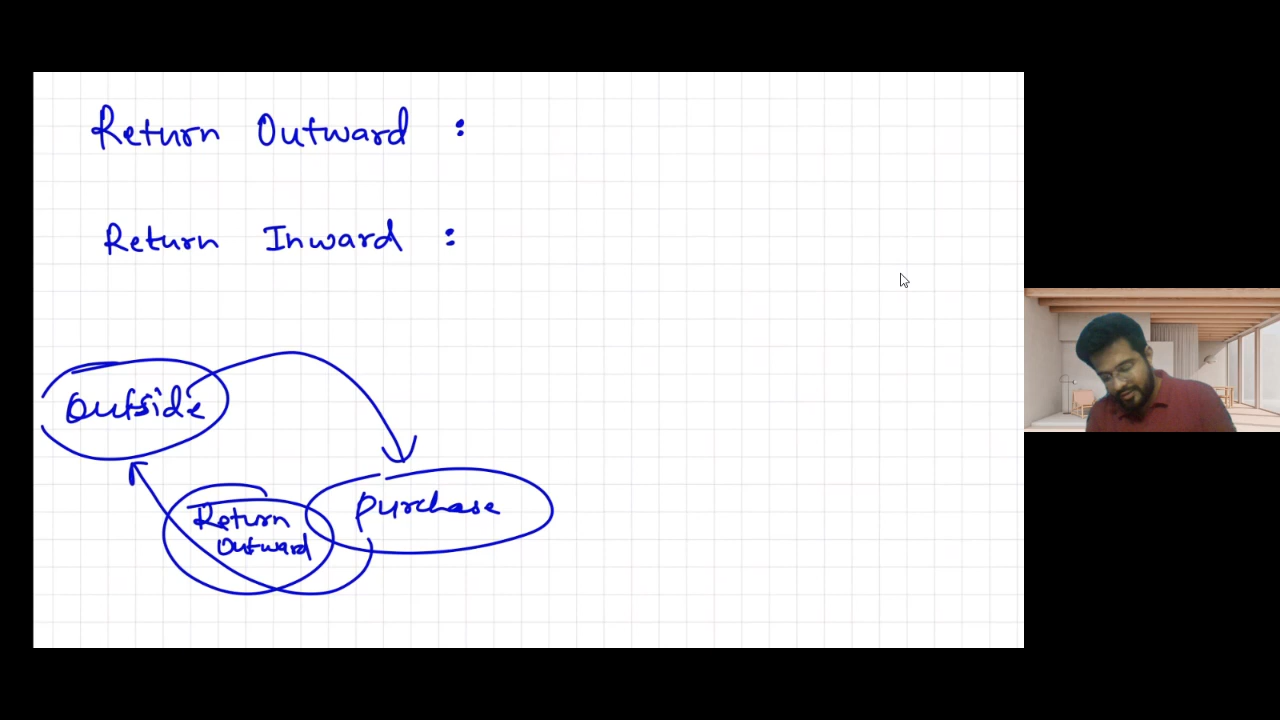 Return Outward :
Return Inward :
Outside
Purchase
Return
Outward